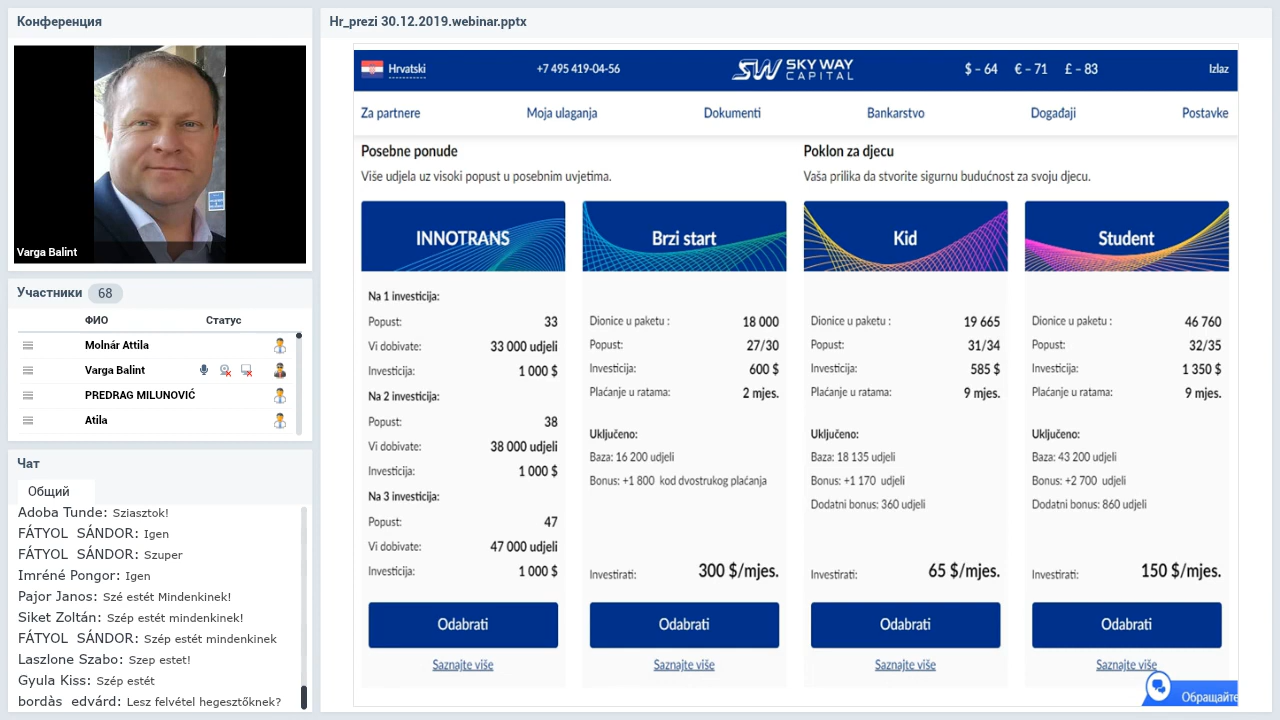 Конференция
Varga Balint
Участники 68
ФИО Статус
Molnár Attila
Varga Balint
PREDRAG MILUNOVIĆ
Atila
Чат
Общий
Adoba Tunde: Sziasztok!
FÁTYOL SÁNDOR: Igen
FÁTYOL SÁNDOR: Szuper
Imréné Pongor: Igen
Pajor Janos: Szé estét Mindenkinek!
Siket Zoltán: Szép estét mindenkinek!
FÁTYOL SÁNDOR: Szép estét mindenkinek
Laszlone Szabo: Szep estet!
Gyula Kiss: Szép estét
bordàs edvárd: Lesz felvétel hegesztőknek?
Hr_prezi 30.12.2019.webinar.pptx
Hrvatski +7 495 419-04-56 SW SKY WAY CAPITAL $ – 64 € – 71 £ – 83 Izlaz
Za partnere Moja ulaganja Dokumenti Bankarstvo Događaji Postavke
Posebne ponude
Više udjela uz visoki popust u posebnim uvjetima.
Poklon za djecu
Vaša prilika da stvorite sigurnu budućnost za svoju djecu.
INNOTRANS
Na 1 investicija:
Popust: 33
Vi dobivate: 33 000 udjeli
Investicija: 1 000 $
Na 2 investicija:
Popust: 38
Vi dobivate: 38 000 udjeli
Investicija: 1 000 $
Na 3 investicija:
Popust: 47
Vi dobivate: 47 000 udjeli
Investicija: 1 000 $
Odabrati
Saznajte više
Brzi start
Dionice u paketu : 18 000
Popust: 27/30
Investicija: 600 $
Plaćanje u ratama: 2 mjes.
Uključeno:
Baza: 16 200 udjeli
Bonus: +1 800 kod dvostrukog plaćanja
Investirati: 300 $/mjes.
Odabrati
Saznajte više
Kid
Dionice u paketu : 19 665
Popust: 31/34
Investicija: 585 $
Plaćanje u ratama: 9 mjes.
Uključeno:
Baza: 18 135 udjeli
Bonus: +1 170 udjeli
Dodatni bonus: 360 udjeli
Investirati: 65 $/mjes.
Odabrati
Saznajte više
Student
Dionice u paketu : 46 760
Popust: 32/35
Investicija: 1 350 $
Plaćanje u ratama: 9 mjes.
Uključeno:
Baza: 43 200 udjeli
Bonus: +2 700 udjeli
Dodatni bonus: 860 udjeli
Investirati: 150 $/mjes.
Odabrati
Saznajte više
Обращайте